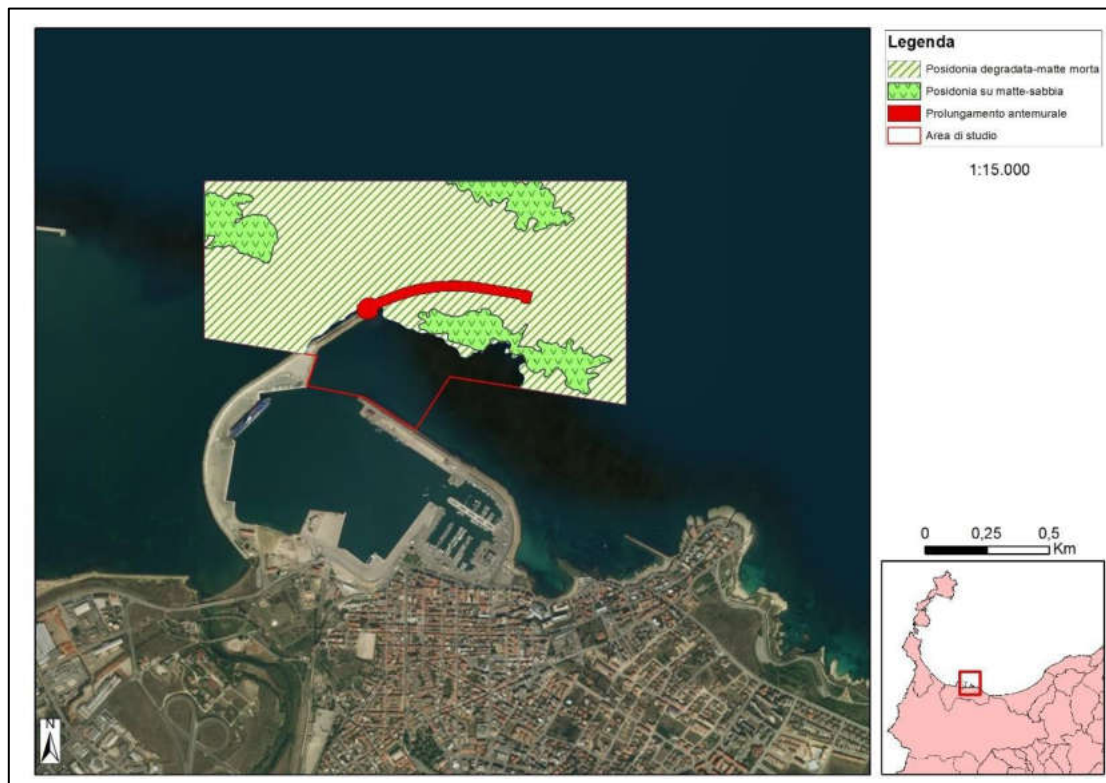 Legenda
Posidonia degradata-matte morta
Posidonia su matte-sabbia
Prolungamento antemurale
Area di studio
1:15.000
0 0,25 0,5
Km
N